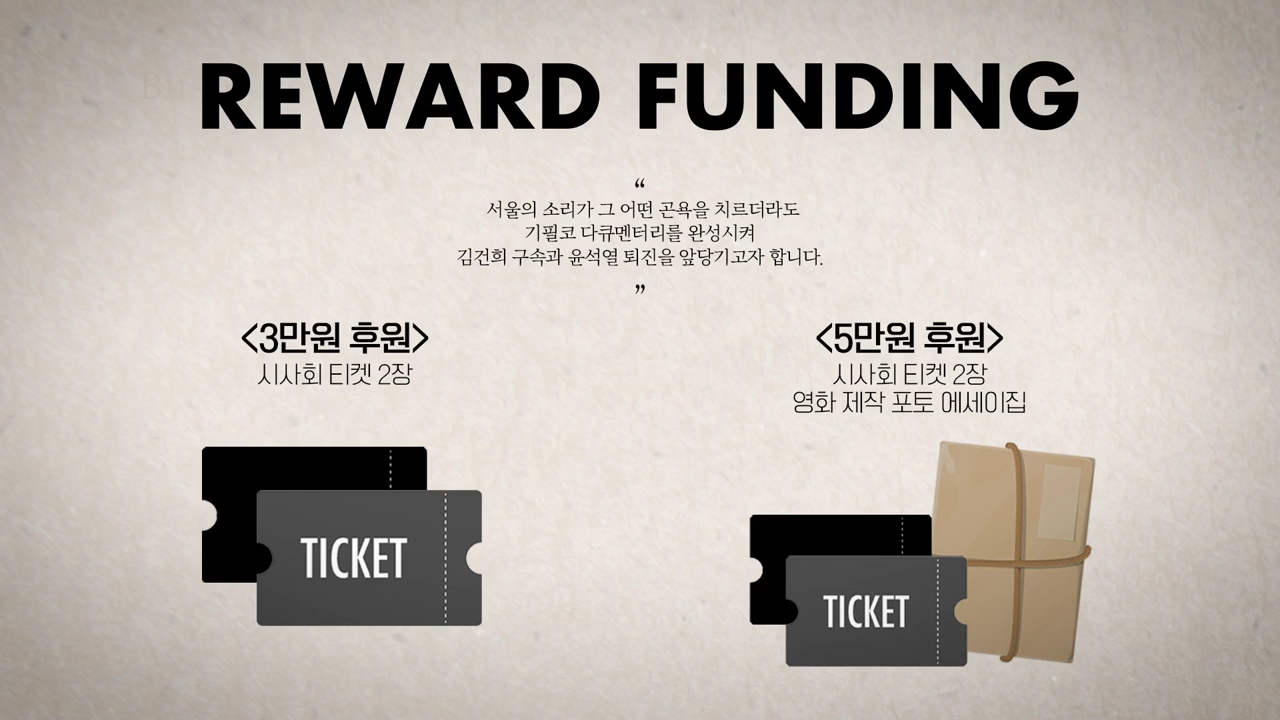 REWARD FUNDING
“
서울의 소리가 그 어떤 곤욕을 치르더라도
기필코 다큐멘터리를 완성시켜
김건희 구속과 윤석열 퇴진을 앞당기고자 합니다.
”
<3만원 후원>
시사회 티켓 2장
<5만원 후원>
시사회 티켓 2장
영화 제작 포토 에세이집
TICKET
TICKET